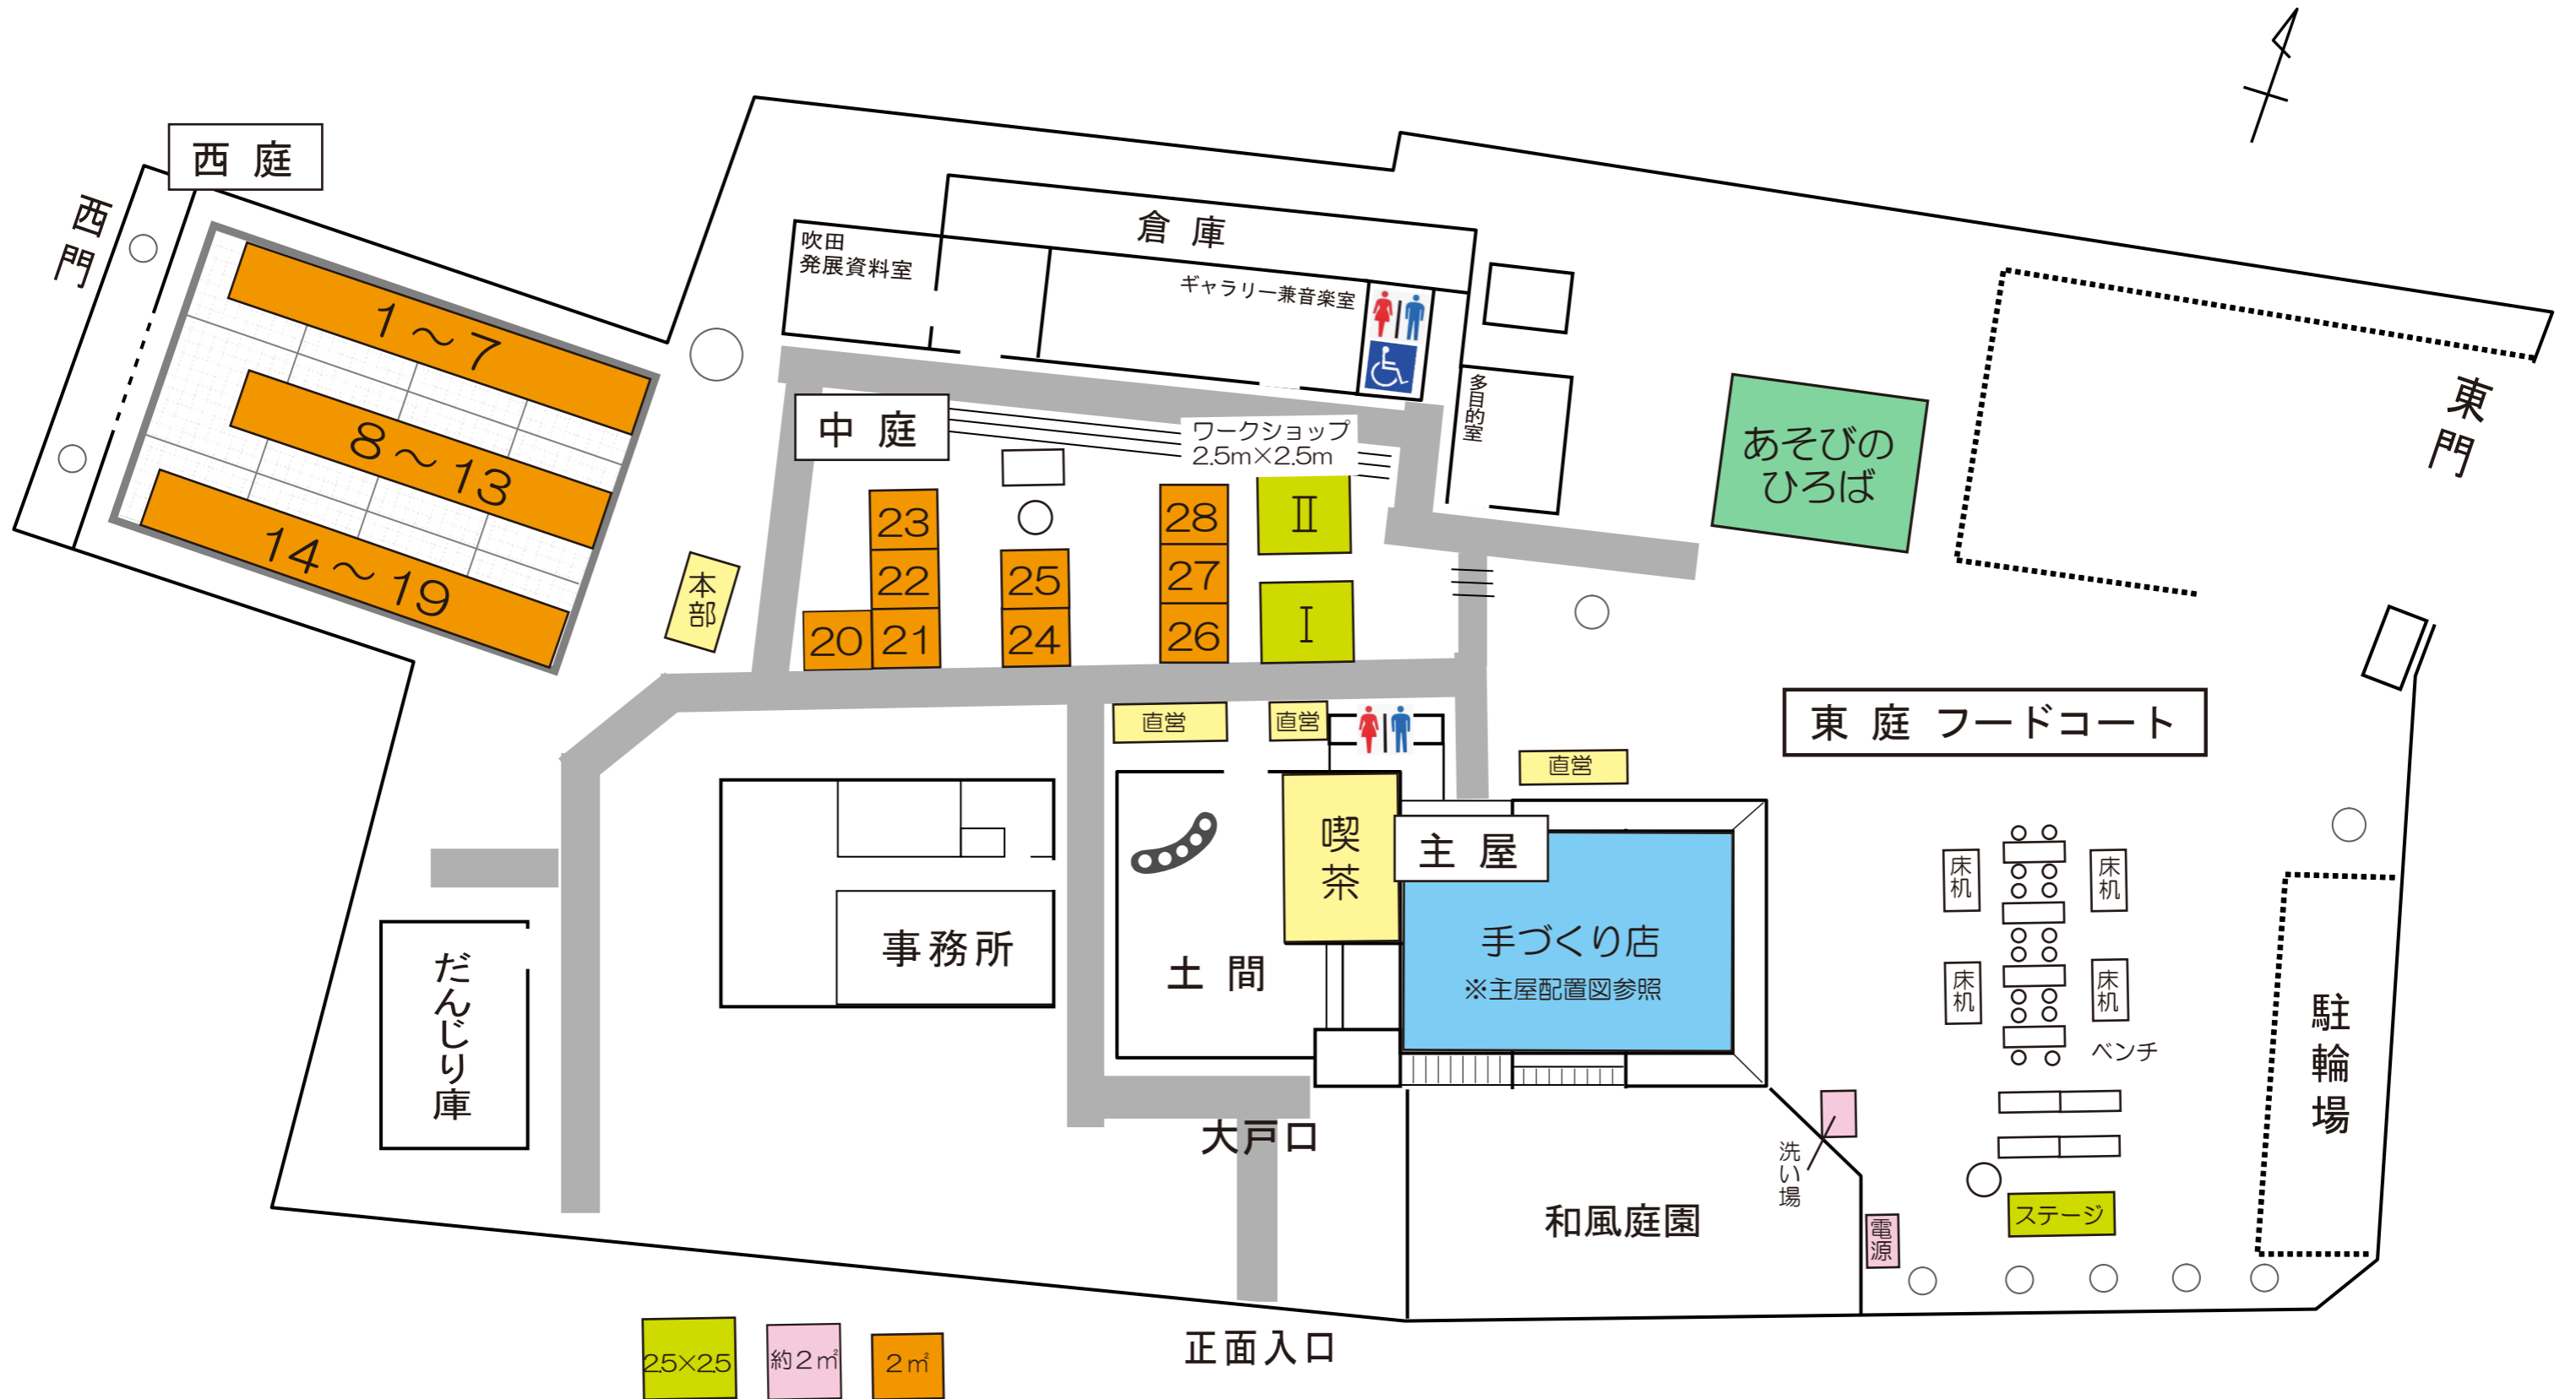 西 庭
西門
1～7
8～13
14～19
本部
吹田
発展資料室
倉 庫
ギャラリー兼音楽室
多目的室
中 庭
ワークショップ
2.5m×2.5m
23
22
20
21
25
24
28
27
26
Ⅱ
Ⅰ
あそびの
ひろば
東門
東 庭 フードコート
直営
直営
直営
喫茶
主 屋
手づくり店
※主屋配置図参照
土 間
事務所
だんじり庫
大戸口
床机
床机
床机
床机
ベンチ
駐輪場
洗い場
電源
ステージ
和風庭園
正面入口
25×25
約2㎡
2㎡